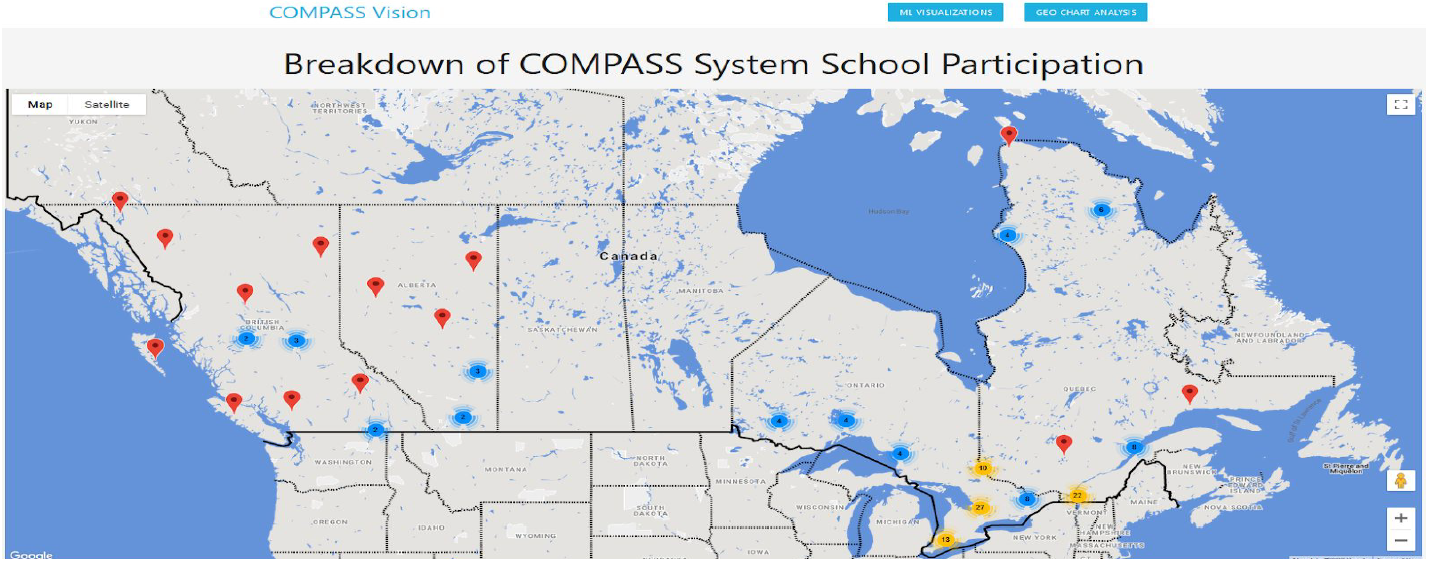 COMPASS Vision
ML VISUALIZATIONS
GEO CHART ANALYSIS
Breakdown of COMPASS System School Participation
Map
Satellite
YUKON
NORTHWEST
TERRITORIES
Hudson Bay
6
4
Canada
ALBERTA
MANITOBA
BRITISH
COLUMBIA
SASKATCHEWAN
2
3
NEWFOUNDLAND
AND LABRADOR
3
ONTARIO
QUEBEC
2
4
4
2
8
4
WASHINGTON
MONTANA
NORTH
DAKOTA
10
NEW
BRUNSWICK
St Pierre and
Miquelon
MINNESOTA
PRINCE
EDWARD
ISLAND
6
22
MAINE
27
NOVA SCOTIA
SOUTH
DAKOTA
WISCONSIN
VERMONT
OREGON
IDAHO
WYOMING
MICHIGAN
NEW
HAMPSHIRE
13
NEW YORK
MASSACHUSETTS
IOWA
Google